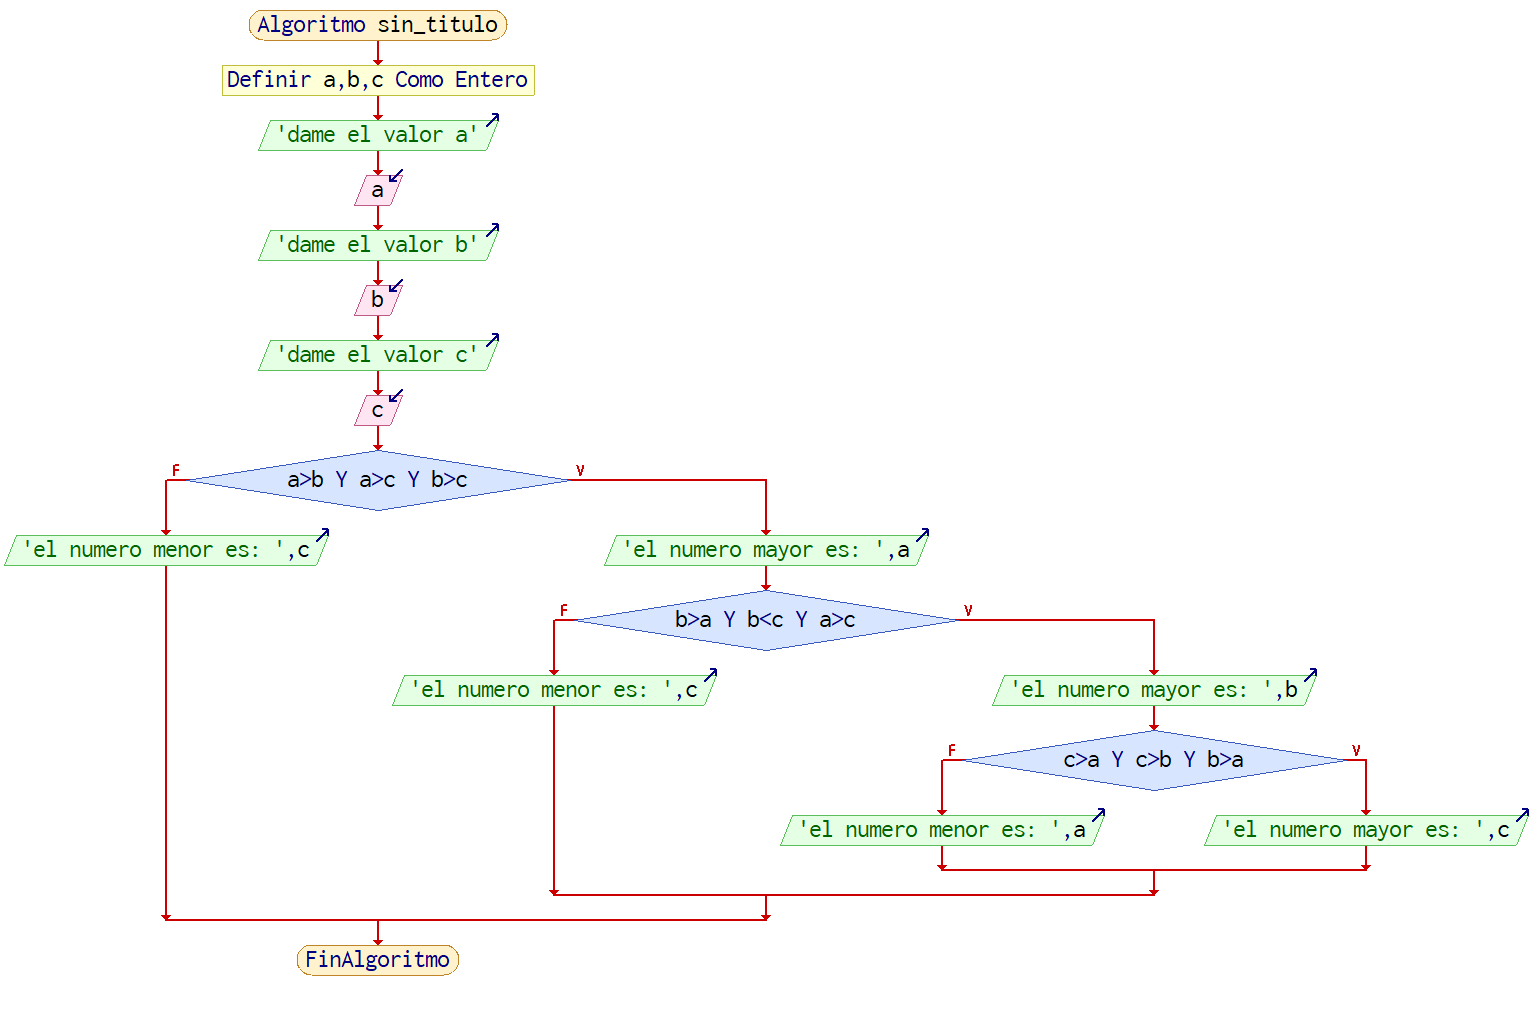 Algoritmo sin_titulo
Definir a,b,c Como Entero
'dame el valor a'
a
'dame el valor b'
b
'dame el valor c'
c
F
a>b Y a>c Y b>c
V
'el numero menor es: ',c
'el numero mayor es: ',a
F
b>a Y b<c Y a>c
V
'el numero menor es: ',c
'el numero mayor es: ',b
F
c>a Y c>b Y b>a
V
'el numero menor es: ',a
'el numero mayor es: ',c
FinAlgoritmo